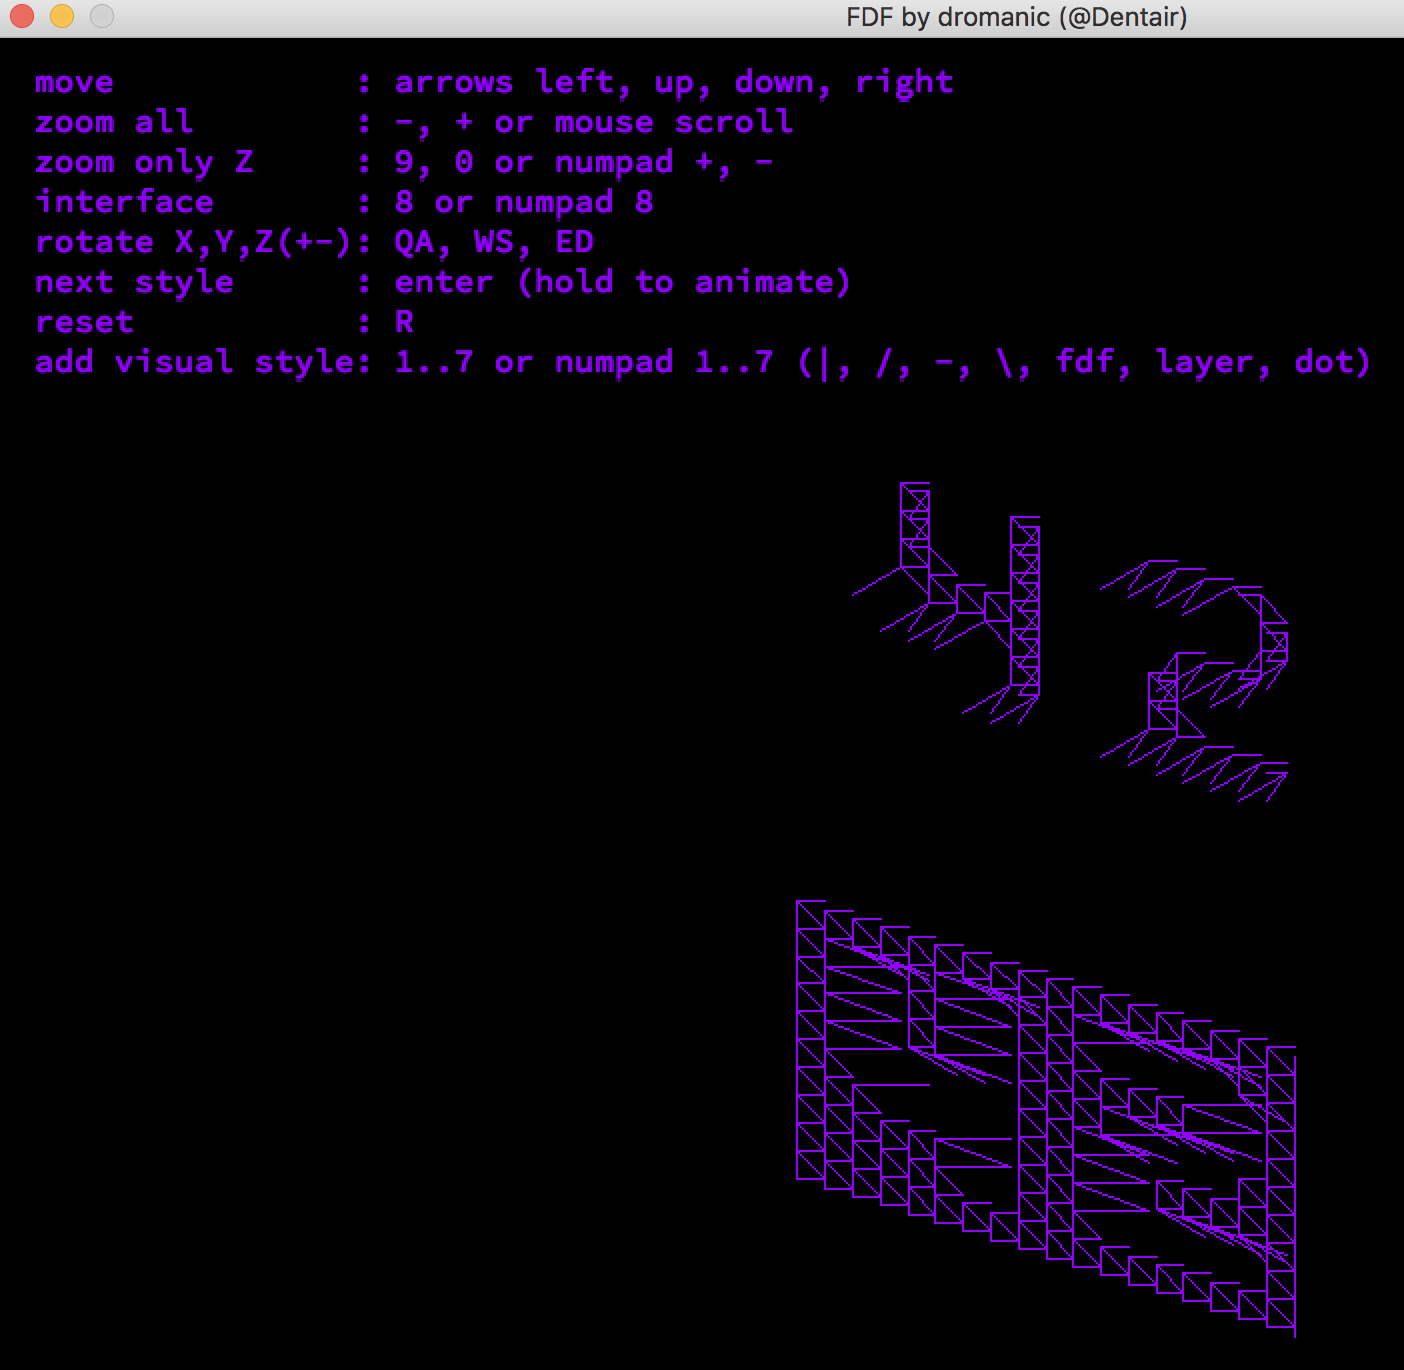 FDF by dromanic (@Dentair)
move : arrows left, up, down, right
zoom all : -, + or mouse scroll
zoom only Z : 9, 0 or numpad +, -
interface : 8 or numpad 8
rotate X,Y,Z(+-): QA, WS, ED
next style : enter (hold to animate)
reset : R
add visual style: 1..7 or numpad 1..7 (|, /, -, \, fdf, layer, dot)
42